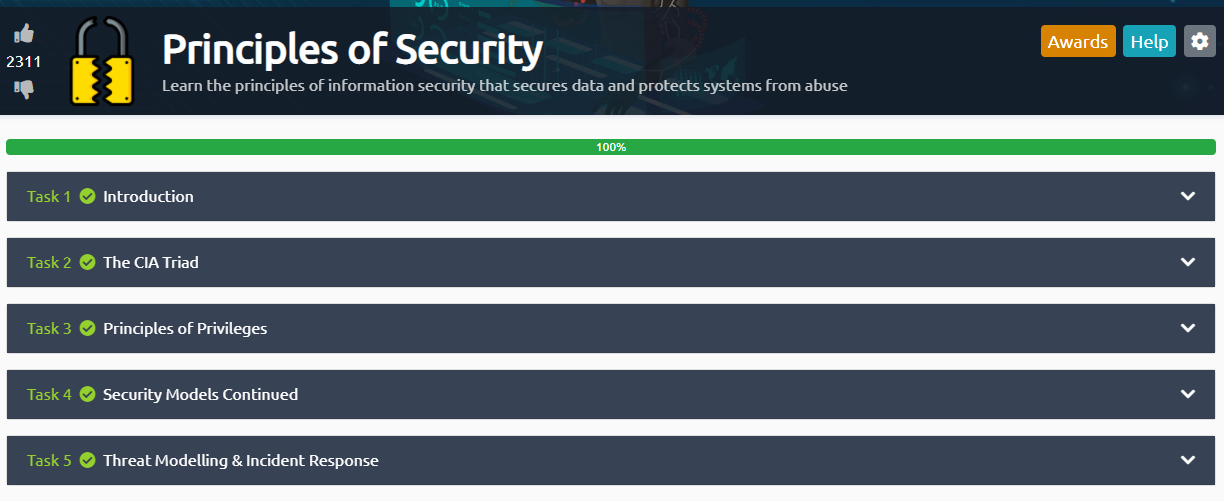 2311
Principles of Security
Learn the principles of information security that secures data and protects systems from abuse
Awards Help
100%
Task 1 Introduction
Task 2 The CIA Triad
Task 3 Principles of Privileges
Task 4 Security Models Continued
Task 5 Threat Modelling & Incident Response